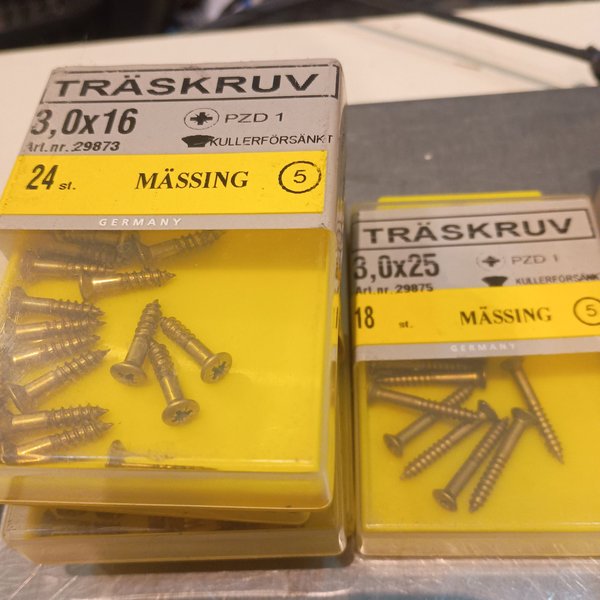 TRÄSKRUV
3,0x16
PZD 1
Art.nr. 29873
KULLERFÖRSÄNKT
24 st. MÄSSING 5
GERMANY
TRÄSKRUV
3,0x25
PZD 1
Art.nr. 29875
KULLERFÖRSÄNKT
18 st. MÄSSING 5
GERMANY